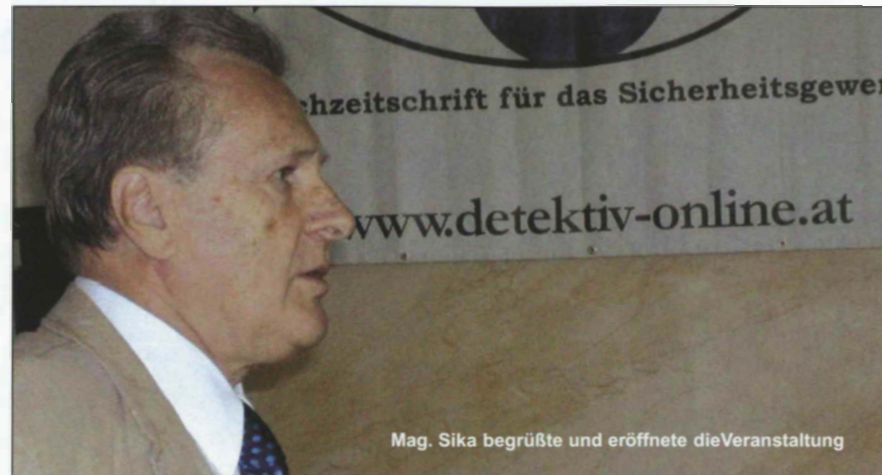 chzeitschrift für das Sicherheitsgewer
www.detektiv-online.at
Mag. Sika begrüßte und eröffnete dieVeranstaltung